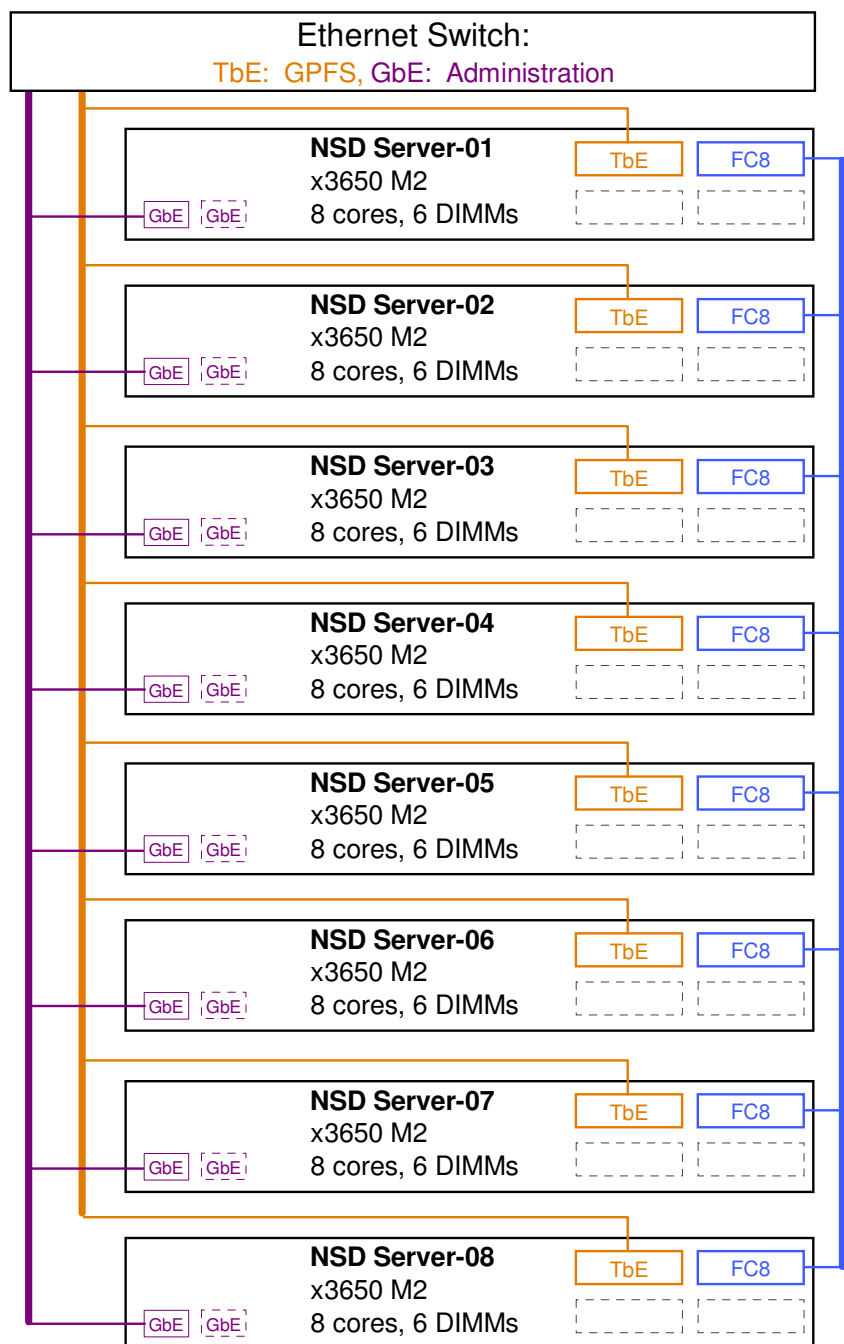 Ethernet Switch:
TbE: GPFS, GbE: Administration
NSD Server-01
TbE FC8
x3650 M2
GbE GbE 8 cores, 6 DIMMs
NSD Server-02
TbE FC8
x3650 M2
GbE GbE 8 cores, 6 DIMMs
NSD Server-03
TbE FC8
x3650 M2
GbE GbE 8 cores, 6 DIMMs
NSD Server-04
TbE FC8
x3650 M2
GbE GbE 8 cores, 6 DIMMs
NSD Server-05
TbE FC8
x3650 M2
GbE GbE 8 cores, 6 DIMMs
NSD Server-06
TbE FC8
x3650 M2
GbE GbE 8 cores, 6 DIMMs
NSD Server-07
TbE FC8
x3650 M2
GbE GbE 8 cores, 6 DIMMs
NSD Server-08
TbE FC8
x3650 M2
GbE GbE 8 cores, 6 DIMMs